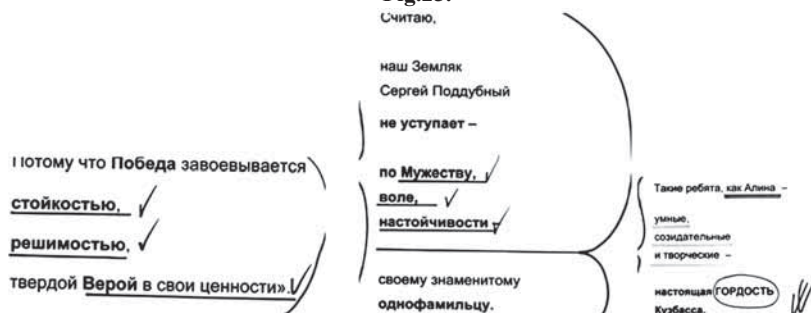 Считаю,
наш Земляк
Сергей Поддубный
не уступает –
по Мужеству,
воле,
настойчивости –
своему знаменитому
однофамильцу.
Потому что Победа завоевывается
стойкостью,
решимостью,
твердой Верой в свои ценности».
Такие ребята, как Алина –
умные,
созидательные
и творческие –
настоящая ГОРДОСТЬ
Кузбасса.